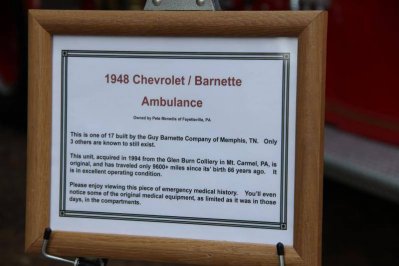 1948 Chevrolet / Barnette
Ambulance
Owned by Pete Menedis of Fayetteville, PA
This is one of 17 built by the Guy Barnette Company of Memphis, TN. Only
3 others are known to still exist.
This unit, acquired in 1994 from the Glen Burn Colliery in Mt. Carmel, PA, is
original, and has traveled only 9600+ miles since its' birth 66 years ago. It
is in excellent operating condition.
Please enjoy viewing this piece of emergency medical history. You'll even
notice some of the original medical equipment, as limited as it was in those
days, in the compartments.